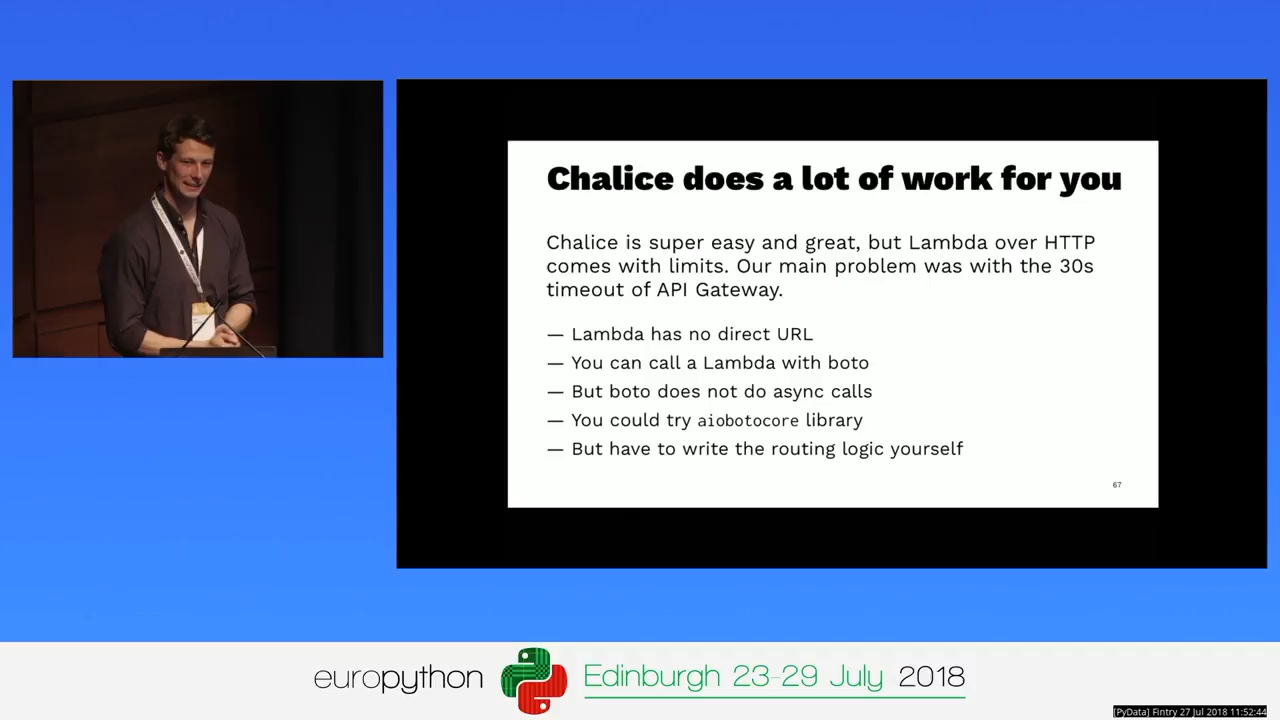 Chalice does a lot of work for you
Chalice is super easy and great, but Lambda over HTTP
comes with limits. Our main problem was with the 30s
timeout of API Gateway.
— Lambda has no direct URL
— You can call a Lambda with boto
— But boto does not do async calls
— You could try aiobotocore library
— But have to write the routing logic yourself
67
europython Edinburgh 23-29 July 2018
[PyData] Fintry 27 Jul 2018 11:52:44